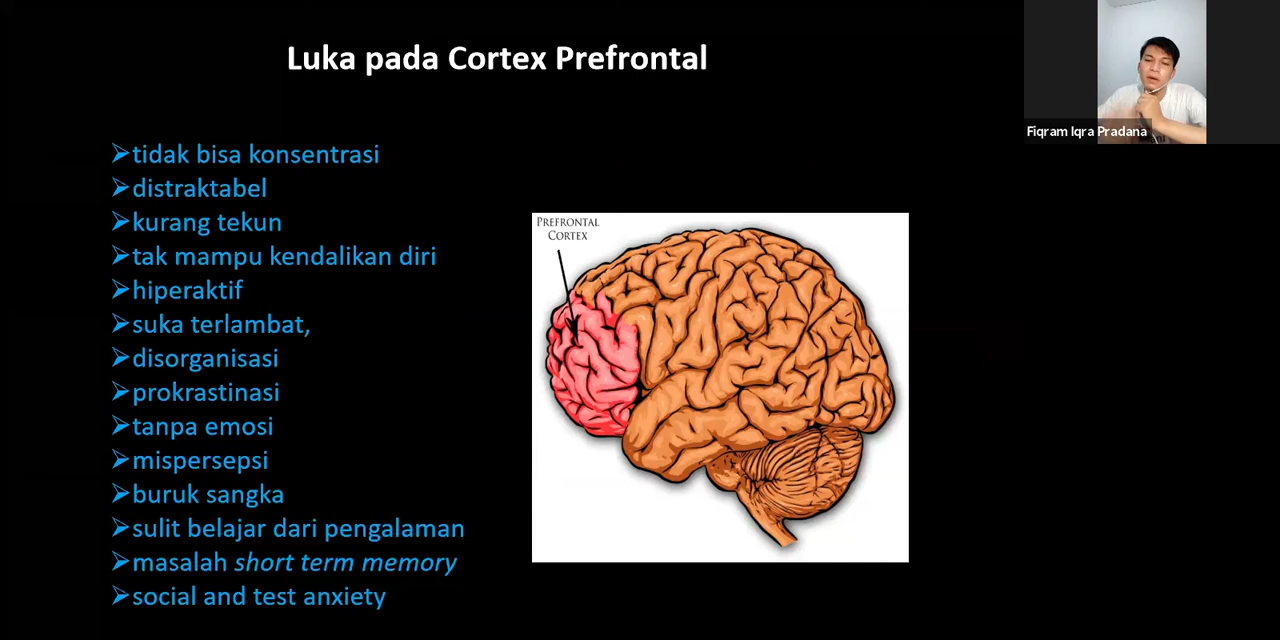 Luka pada Cortex Prefrontal
Fiqram Iqra Pradana
➢tidak bisa konsentrasi
➢distraktabel
➢kurang tekun
➢tak mampu kendalikan diri
➢hiperaktif
➢suka terlambat,
➢disorganisasi
➢prokrastinasi
➢tanpa emosi
➢mispersepsi
➢buruk sangka
➢sulit belajar dari pengalaman
➢masalah short term memory
➢social and test anxiety
PREFRONTAL
CORTEX